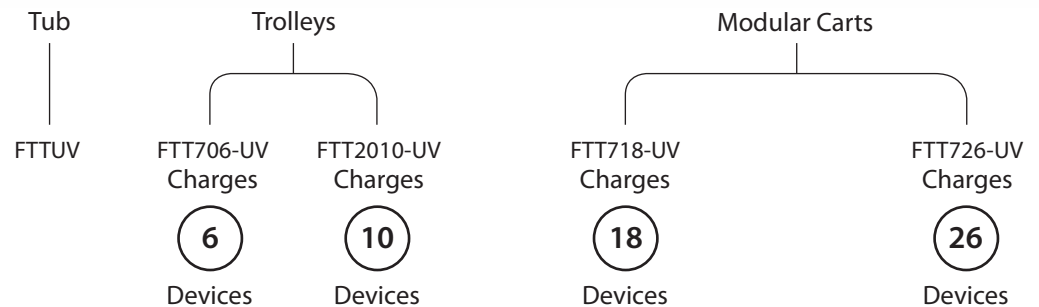 Tub
Trolleys
Modular Carts
FTTUV
FTT706-UV
Charges
6
Devices
FTT2010-UV
Charges
10
Devices
FTT718-UV
Charges
18
Devices
FTT726-UV
Charges
26
Devices